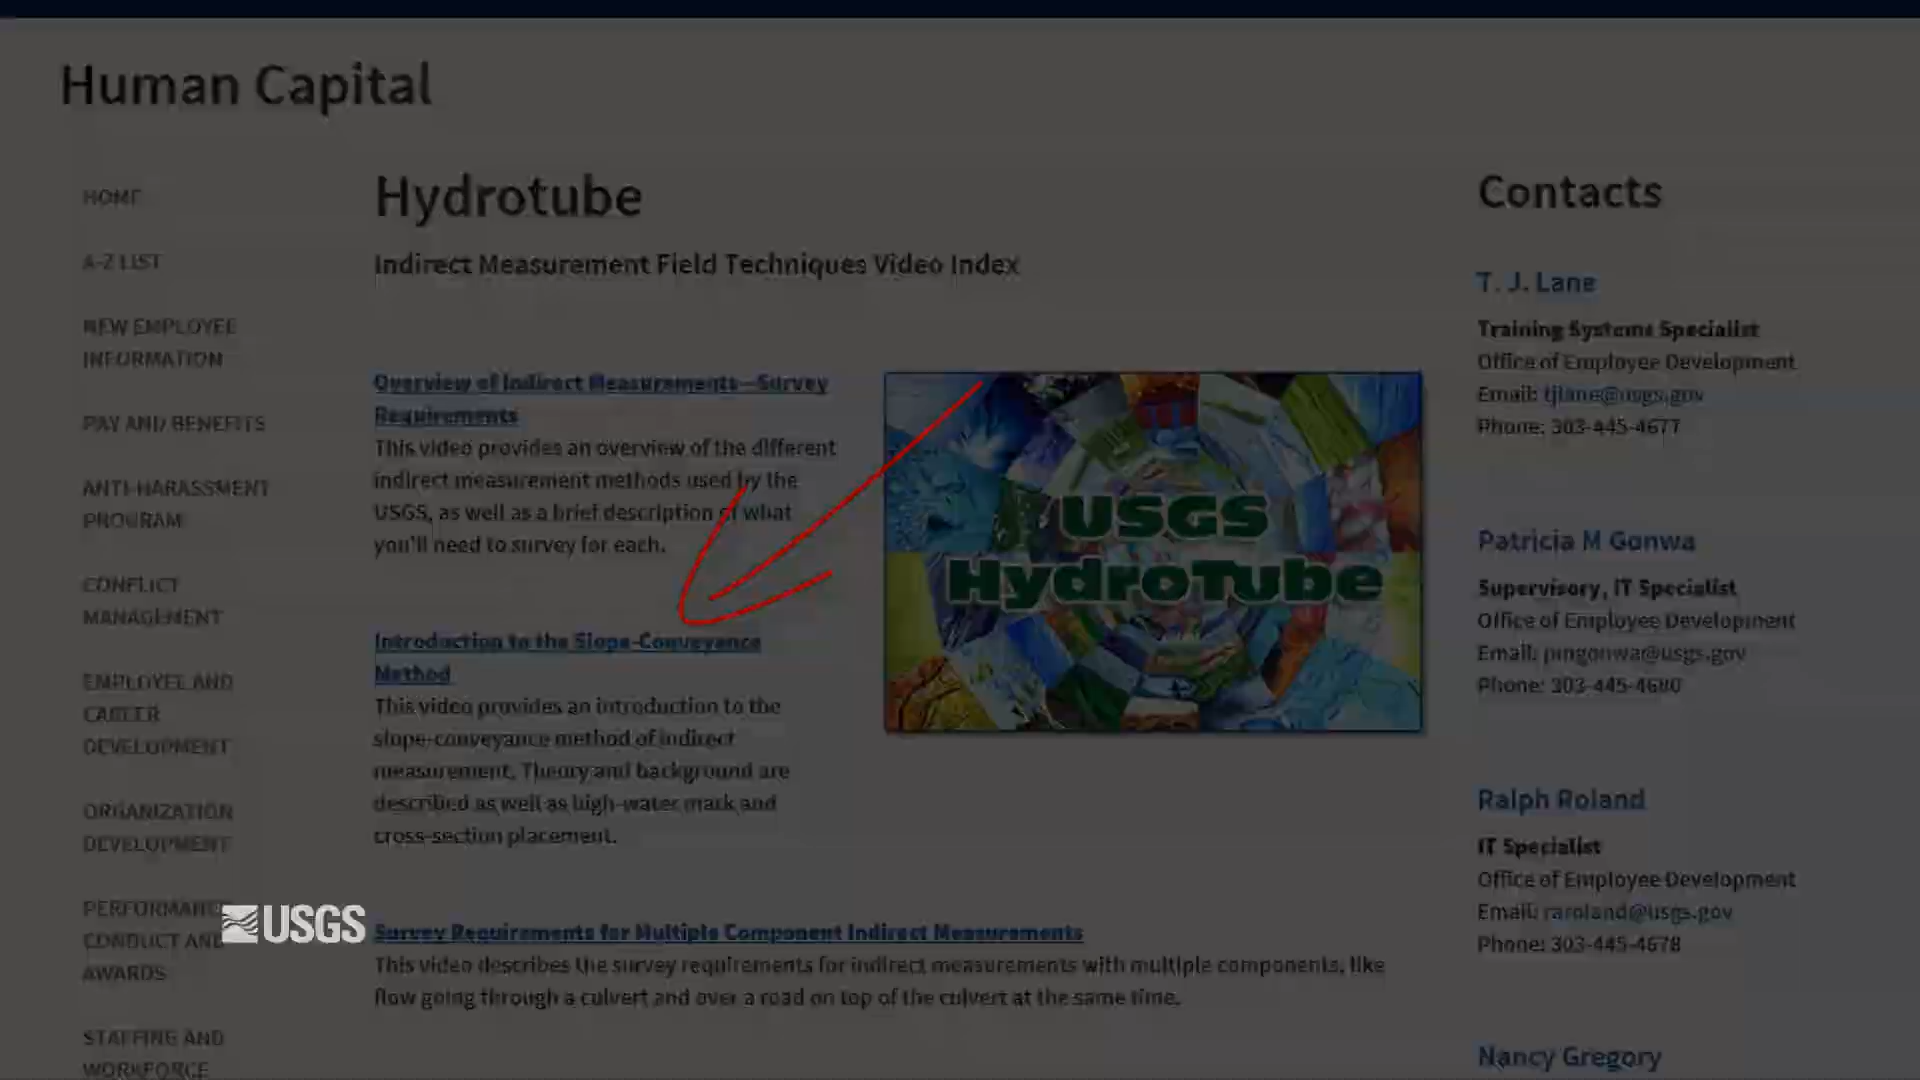 Human Capital
HOME
A-Z LIST
NEW EMPLOYEE
INFORMATION
PAY AND BENEFITS
ANTI-HARASSMENT
PROGRAM
CONFLICT
MANAGEMENT
EMPLOYEE AND
CAREER
DEVELOPMENT
ORGANIZATION
DEVELOPMENT
PERFORMANCE
CONDUCT AND
AWARDS
STAFFING AND
WORKFORCE
USGS
Hydrotube
Indirect Measurement Field Techniques Video Index
Overview of Indirect Measurements—Survey
Requirements
This video provides an overview of the different
indirect measurement methods used by the
USGS, as well as a brief description of what
you'll need to survey for each.
USGS
HydroTube
Introduction to the Slope-Conveyance
Method
This video provides an introduction to the
slope-conveyance method of indirect
measurement. Theory and background are
described as well as high-water mark and
cross-section placement.
Survey Requirements for Multiple Component Indirect Measurements
This video describes the survey requirements for indirect measurements with multiple components, like
flow going through a culvert and over a road on top of the culvert at the same time.
Contacts
T. J. Lane
Training Systems Specialist
Office of Employee Development
Email: tjlane@usgs.gov
Phone: 303-445-4677
Patricia M Gonwa
Supervisory, IT Specialist
Office of Employee Development
Email: pmgonwa@usgs.gov
Phone: 303-445-4680
Ralph Roland
IT Specialist
Office of Employee Development
Email: raroland@usgs.gov
Phone: 303-445-4678
Nancy Gregory